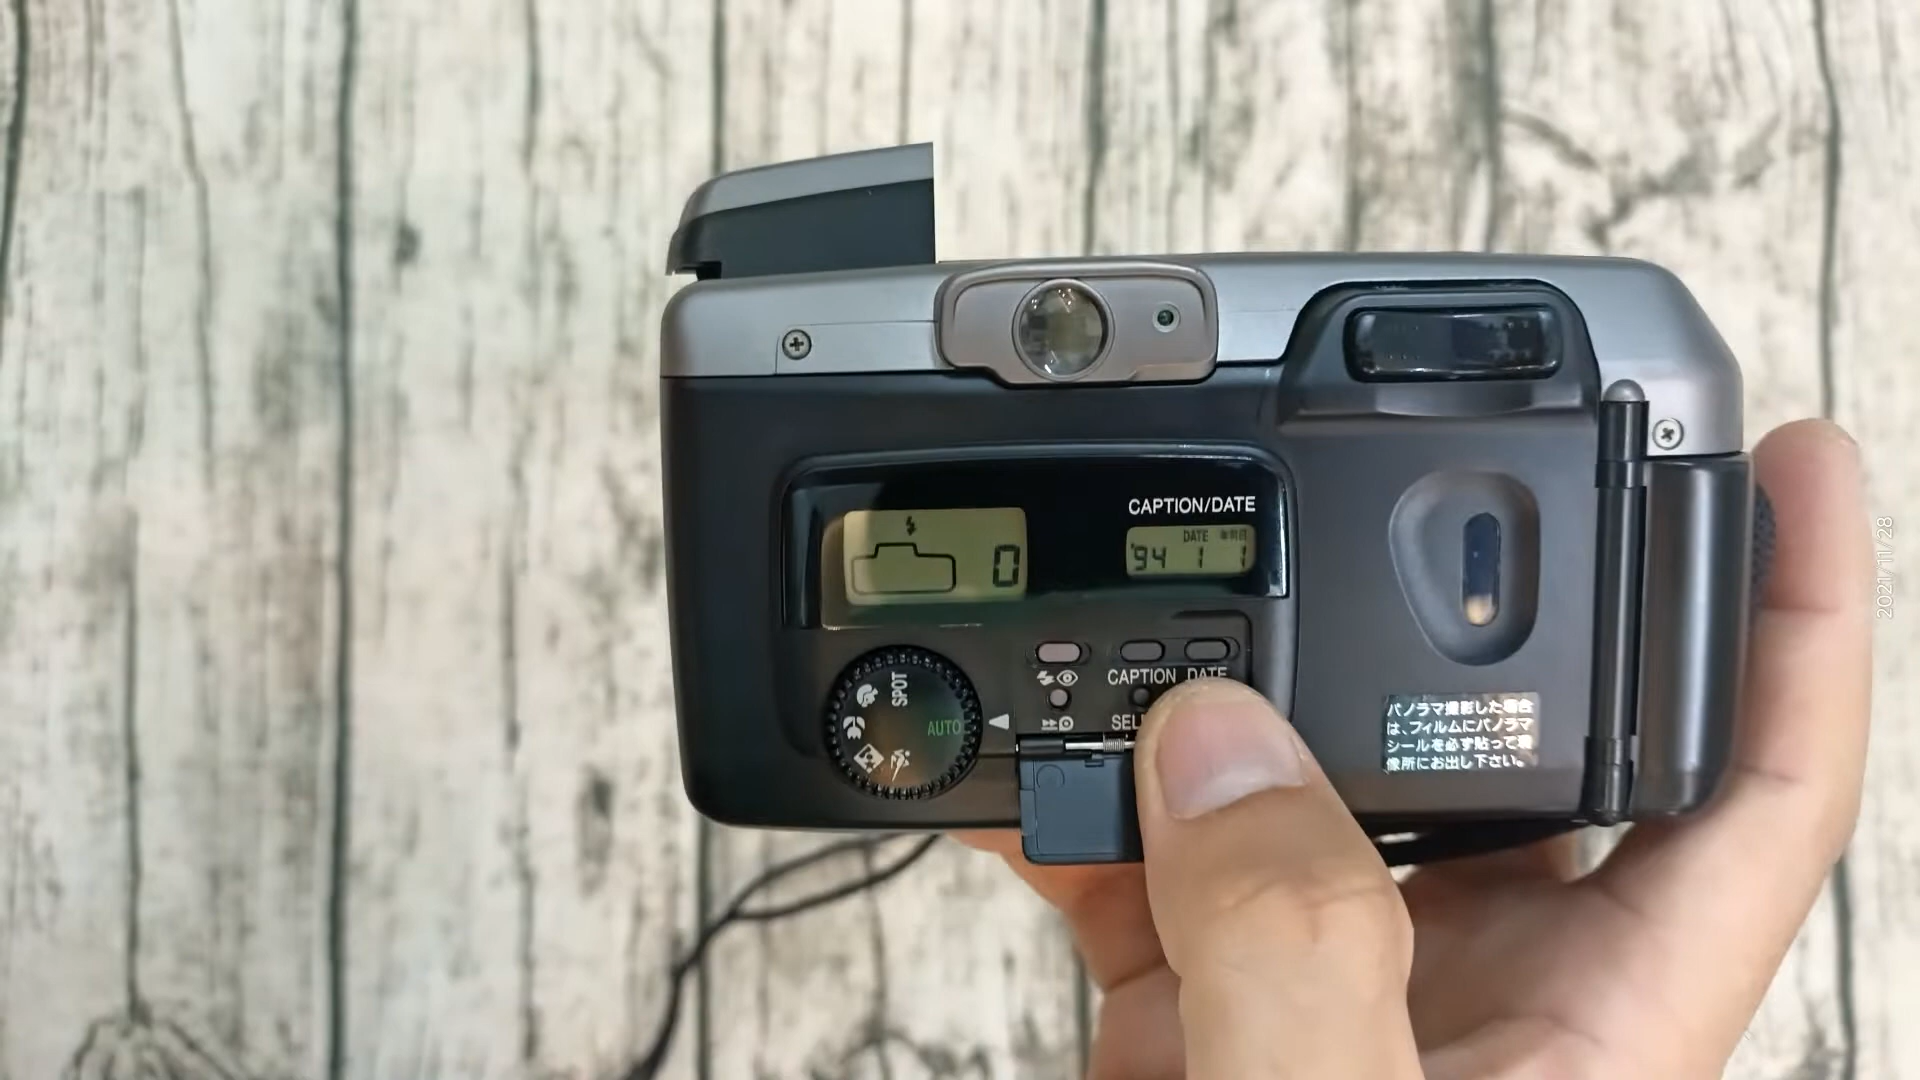 CAPTION/DATE
DATE
0
'94 1 1
SPOT
AUTO
CAPTION DATE
SEL
パノラマ撮影した場合
は、フィルムにパノラマ
シールを必ず貼って現
像所にお出し下さい。
2021/11/28